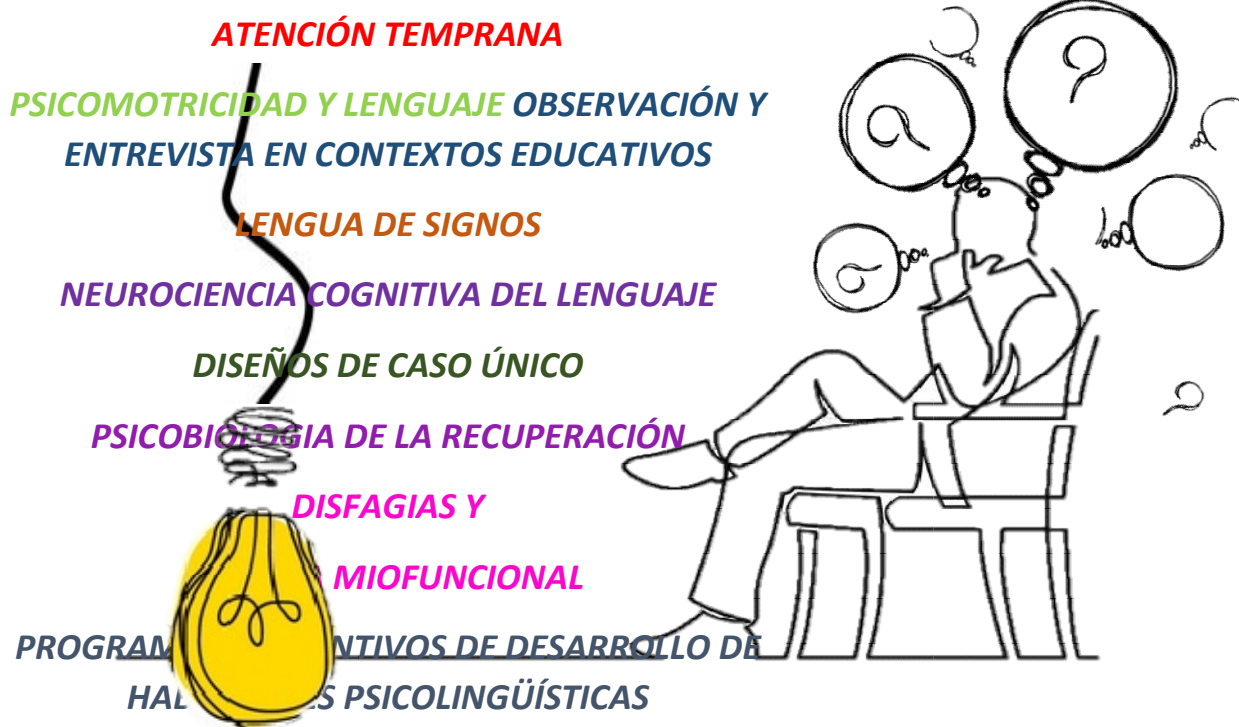 ATENCIÓN TEMPRANA
PSICOMOTRICIDAD Y LENGUAJE OBSERVACIÓN Y
ENTREVISTA EN CONTEXTOS EDUCATIVOS
LENGUA DE SIGNOS
NEUROCIENCIA COGNITIVA DEL LENGUAJE
DISEÑOS DE CASO ÚNICO
PSICOBIOLOGIA DE LA RECUPERACIÓN
DISFAGIAS Y
MIOFUNCIONAL
DE DESARROLLO DE
PSICOLINGÜÍSTICAS